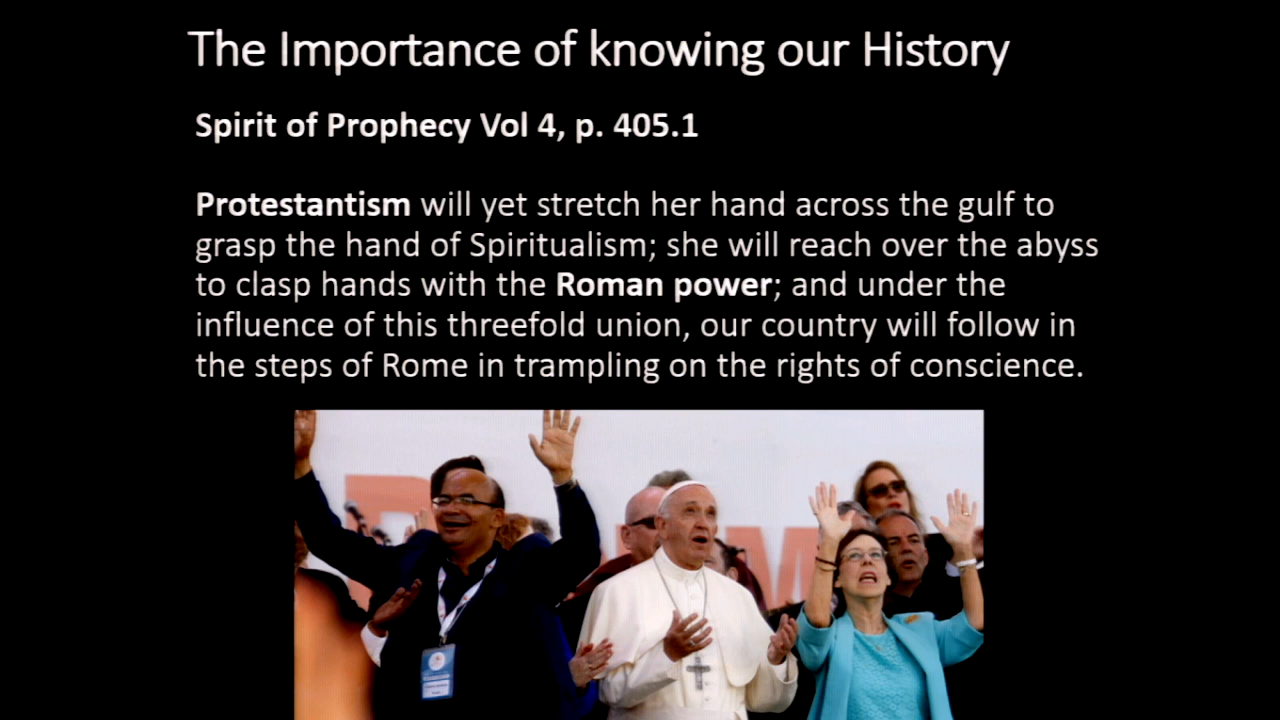 The Importance of knowing our History
Spirit of Prophecy Vol 4, p. 405.1
Protestantism will yet stretch her hand across the gulf to
grasp the hand of Spiritualism; she will reach over the abyss
to clasp hands with the Roman power; and under the
influence of this threefold union, our country will follow in
the steps of Rome in trampling on the rights of conscience.